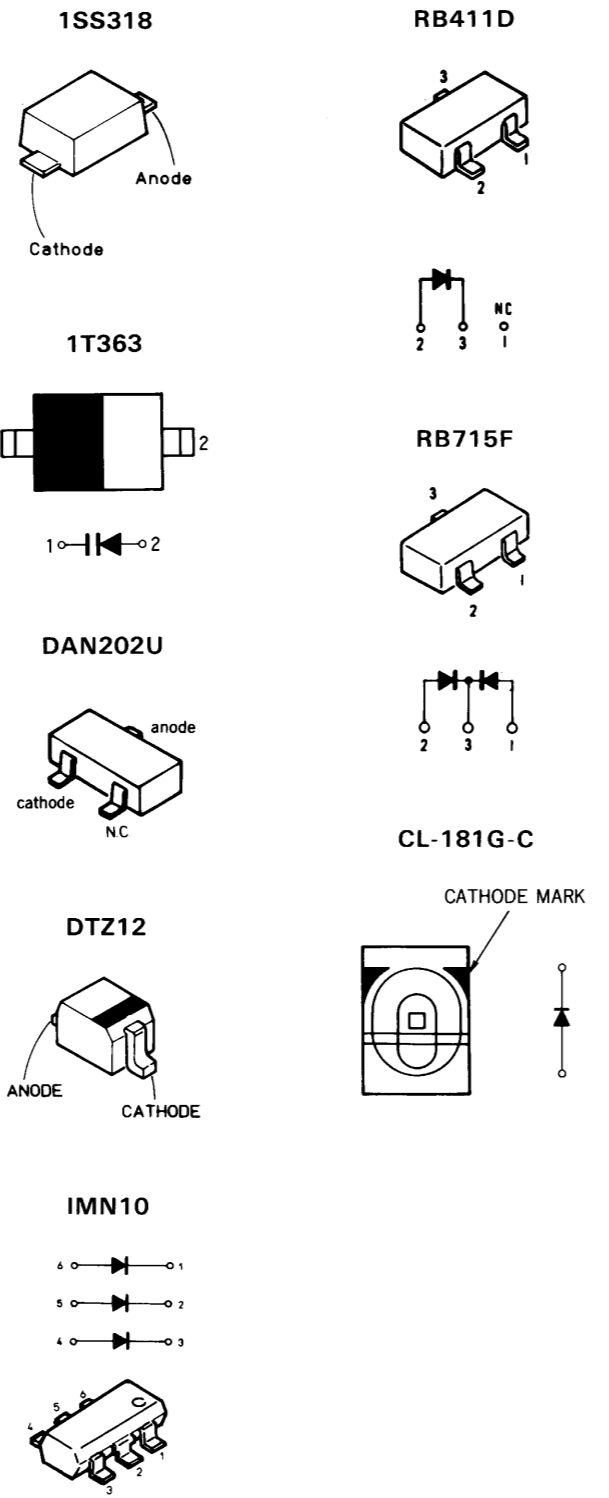 1SS318
Anode
Cathode
1T363
2
1 2
DAN202U
anode
cathode
N.C
DTZ12
ANODE
CATHODE
IMN10
6 1
5 2
4 3
6
5
4
C
1
2
3
RB411D
3
1
2
NC
2 3 1
RB715F
3
1
2
2 3 1
CL-181G-C
CATHODE MARK